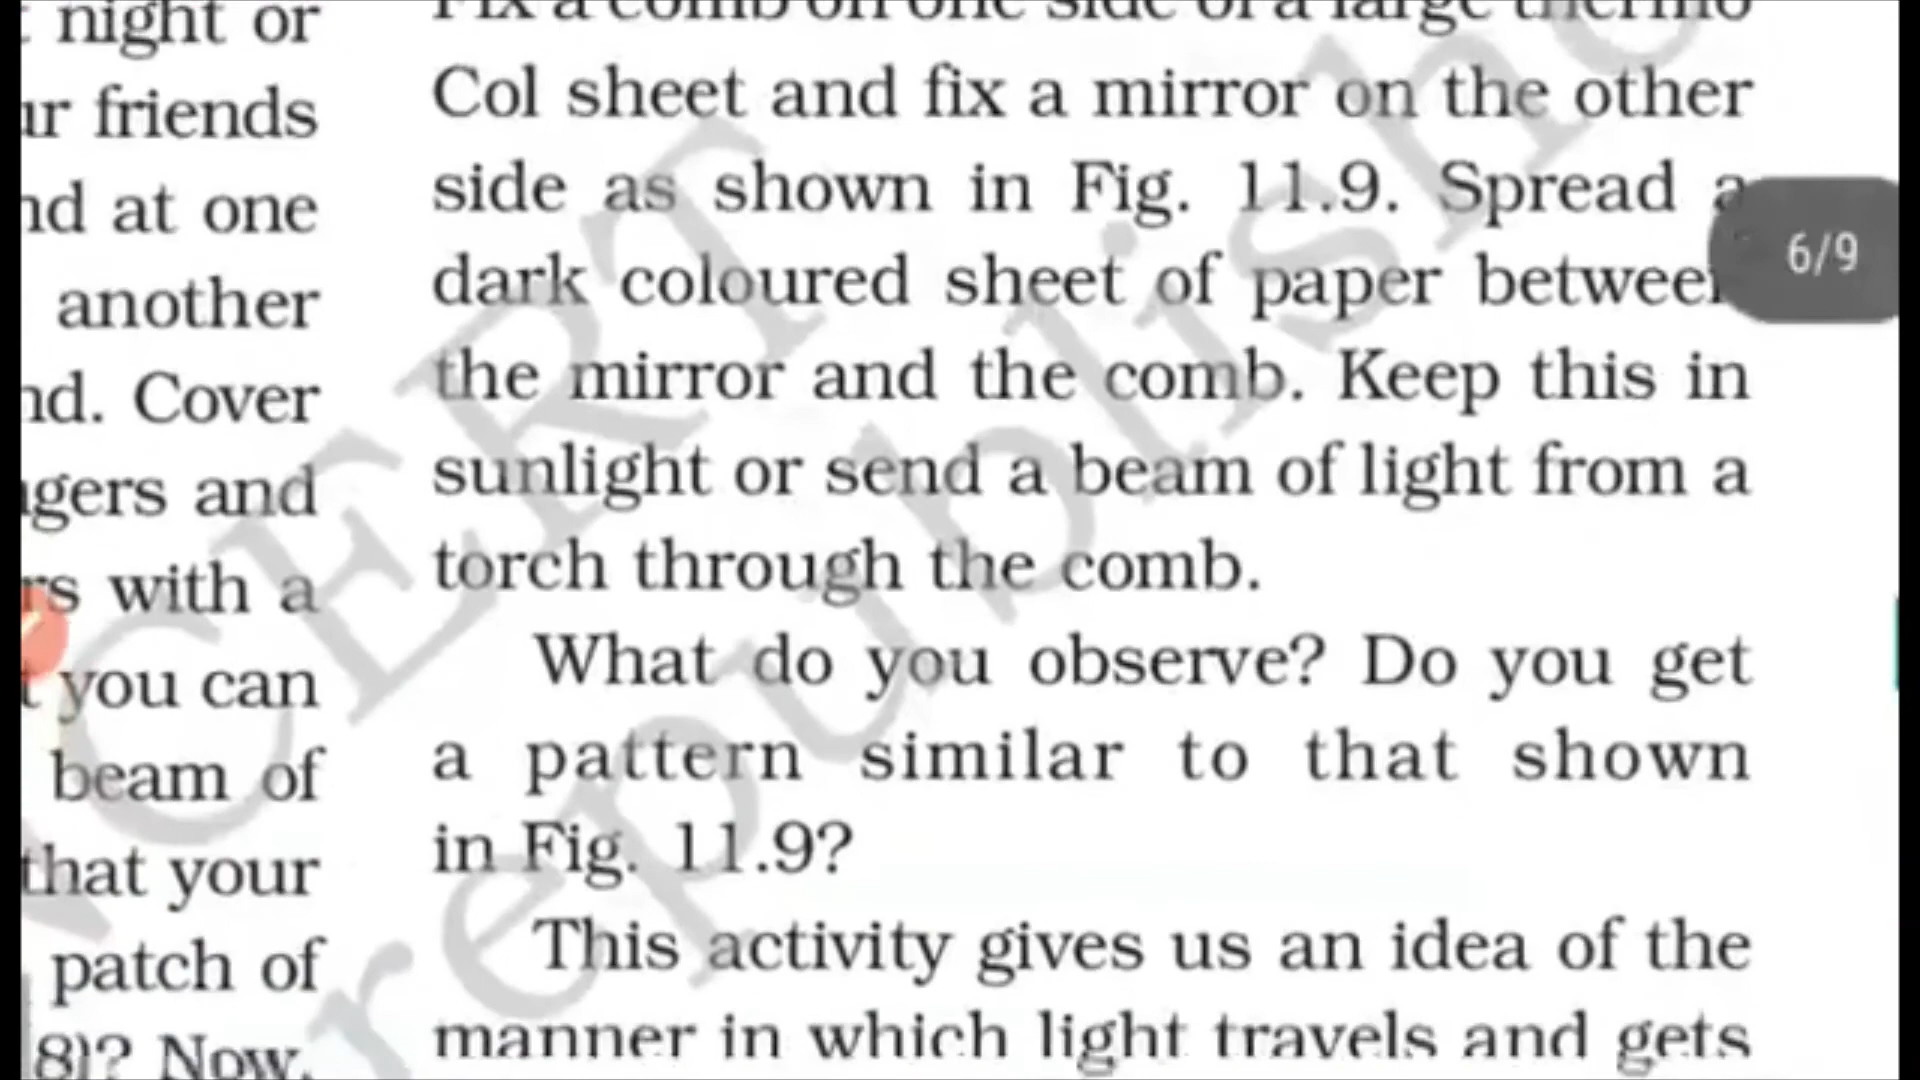 night or
friends
at one
another
Cover
and
with a
you can
beam of
that your
patch of
8)? Now,
Fix a comb on one side of a large thermo
Col sheet and fix a mirror on the other
side as shown in Fig. 11.9. Spread a
dark coloured sheet of paper between
the mirror and the comb. Keep this in
sunlight or send a beam of light from a
torch through the comb.
What do you observe? Do you get
a pattern similar to that shown
in Fig. 11.9?
This activity gives us an idea of the
manner in which light travels and gets
6/9
NCERT
republishe